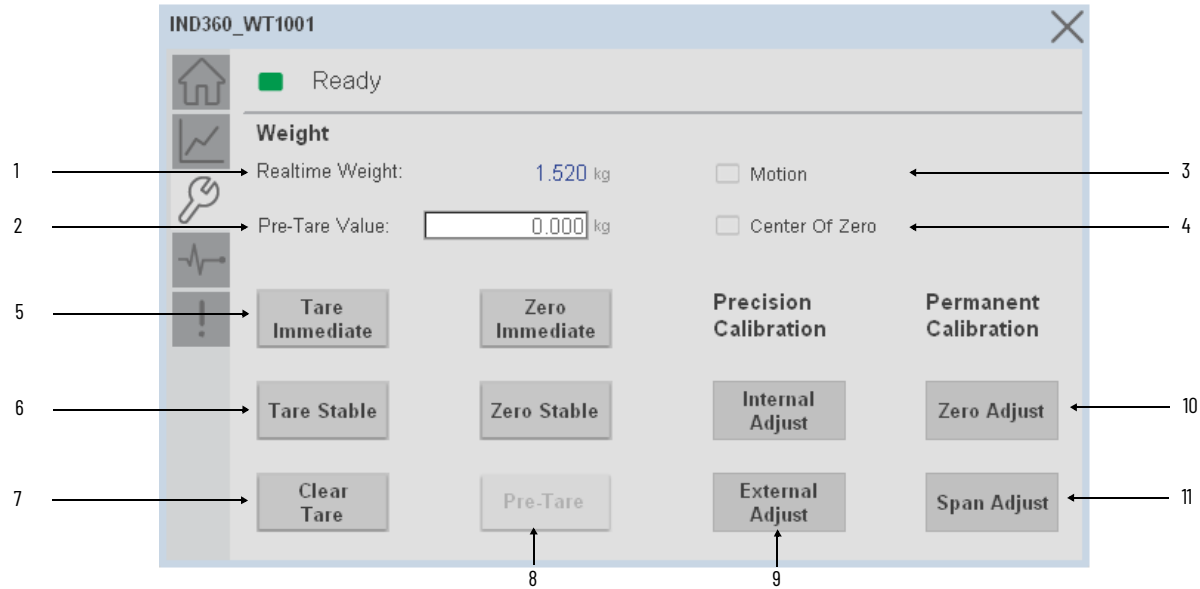 IND360_WT1001
Ready
Weight
1
Realtime Weight:
1.520 kg
Motion
3
2
Pre-Tare Value:
0.000 kg
Center Of Zero
4
5
Tare
Immediate
Zero
Immediate
Precision
Calibration
Permanent
Calibration
6
Tare Stable
Zero Stable
Internal
Adjust
Zero Adjust
10
7
Clear
Tare
Pre-Tare
External
Adjust
Span Adjust
11
8
9